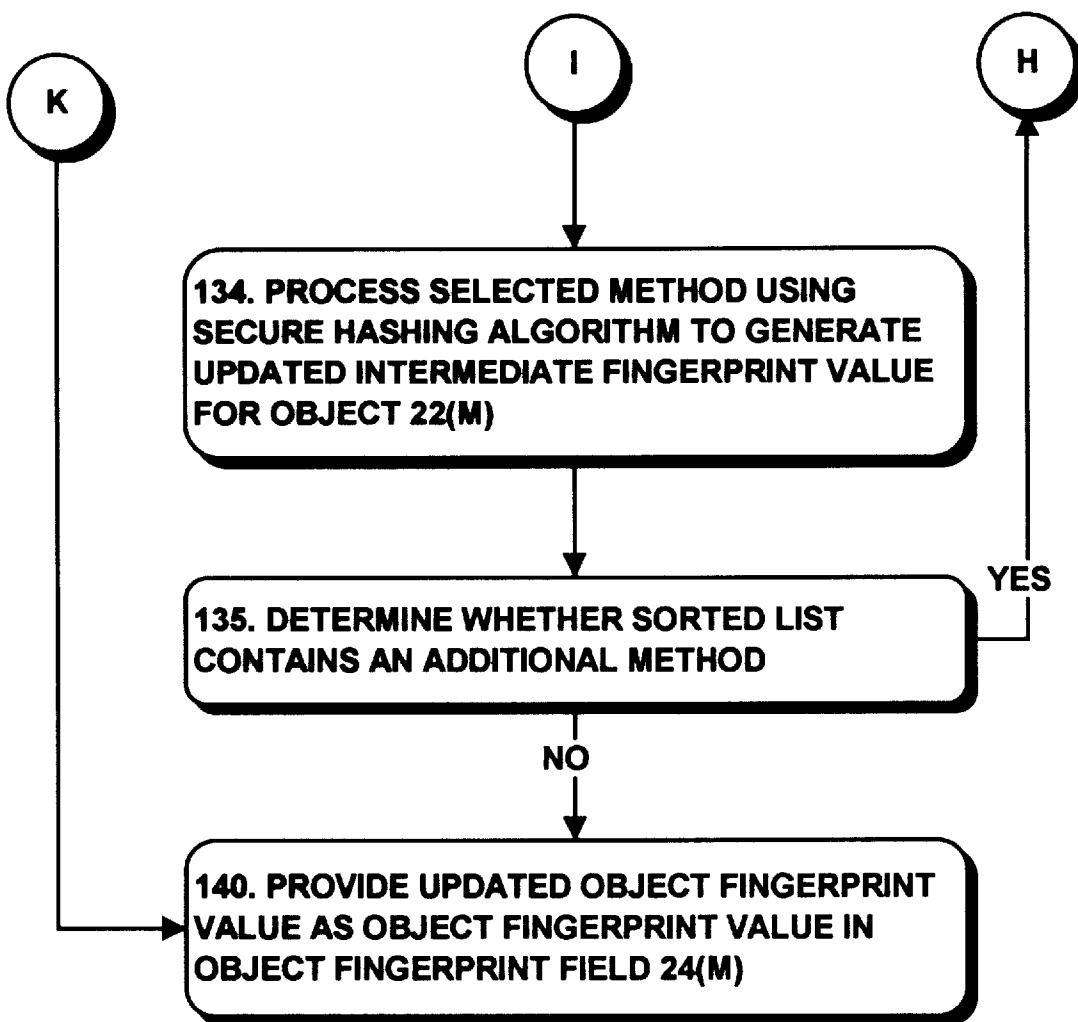 K
I
H
134. PROCESS SELECTED METHOD USING
SECURE HASHING ALGORITHM TO GENERATE
UPDATED INTERMEDIATE FINGERPRINT VALUE
FOR OBJECT 22(M)
YES
135. DETERMINE WHETHER SORTED LIST
CONTAINS AN ADDITIONAL METHOD
NO
140. PROVIDE UPDATED OBJECT FINGERPRINT
VALUE AS OBJECT FINGERPRINT VALUE IN
OBJECT FINGERPRINT FIELD 24(M)